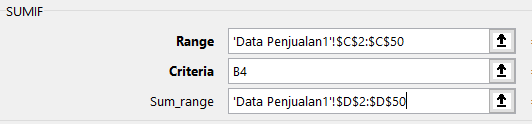 SUMIF
Range 'Data Penjualan1'!$C$2:$C$50
Criteria B4
Sum_range 'Data Penjualan1'!$D$2:$D$50